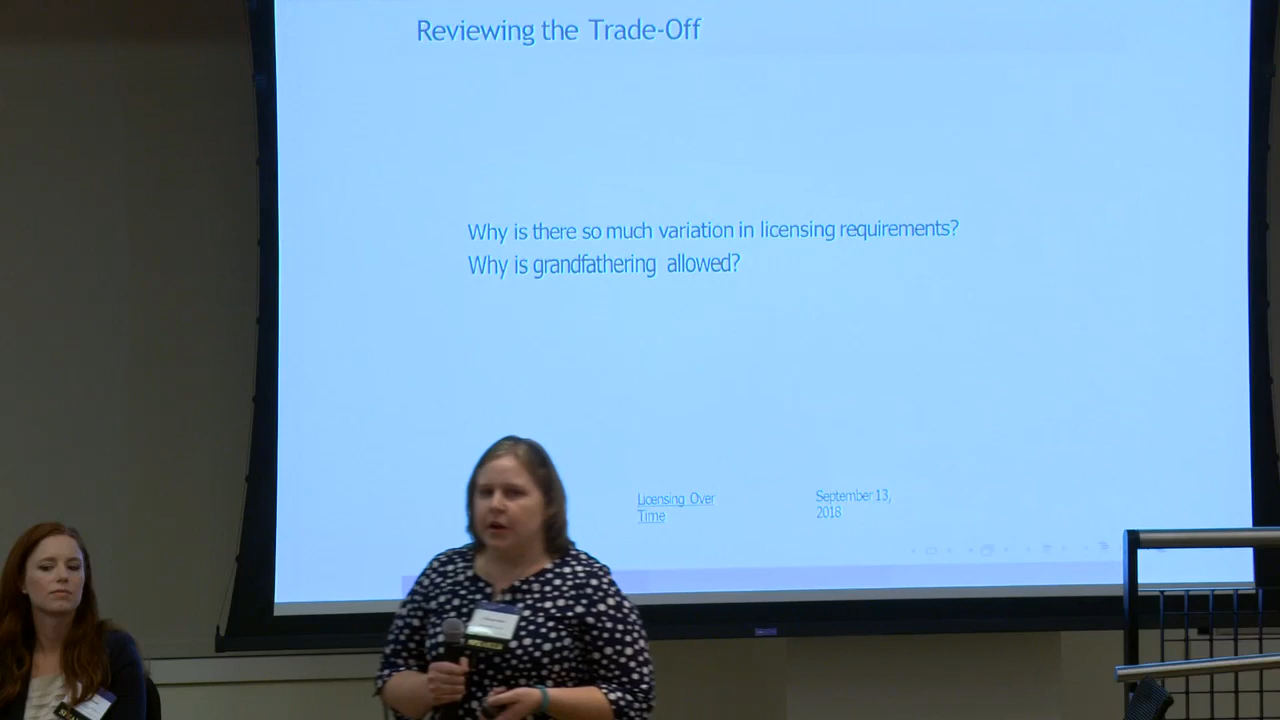 Reviewing the Trade-Off
Why is there so much variation in licensing requirements?
Why is grandfathering allowed?
Licensing Over
Time
September 13,
2018